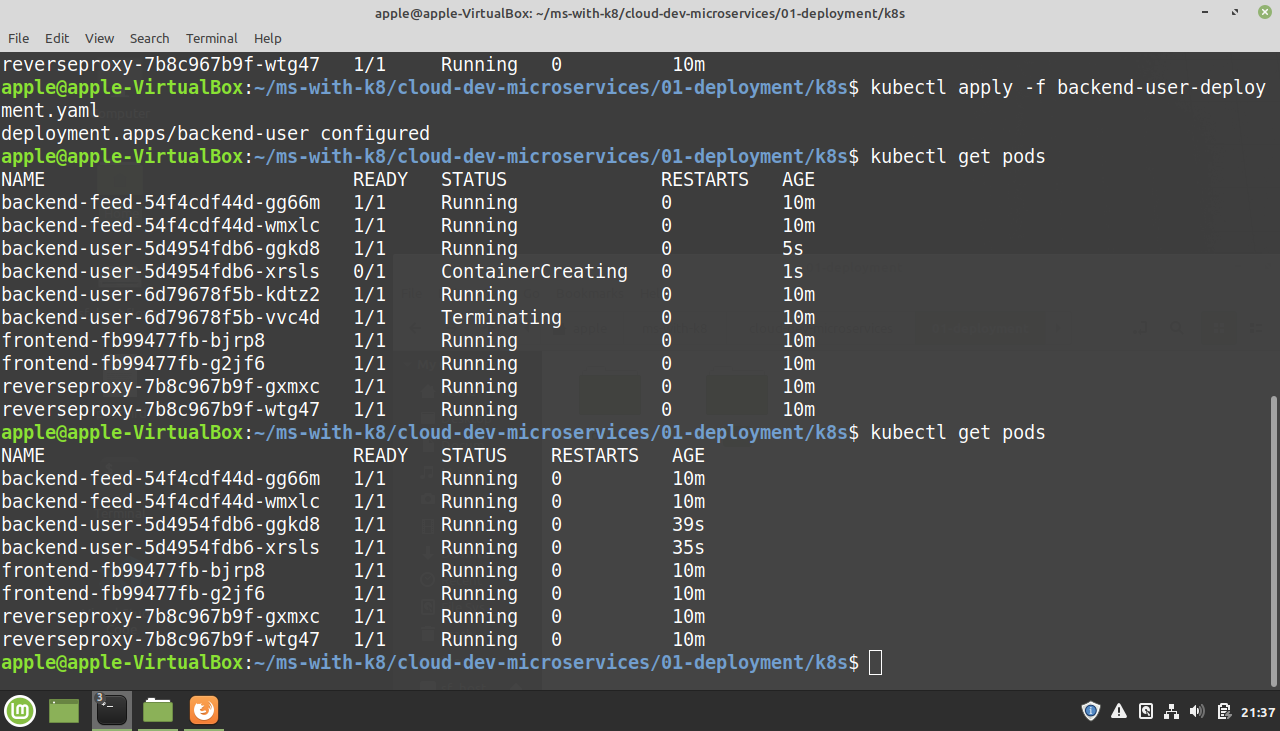 apple@apple-VirtualBox: ~/ms-with-k8/cloud-dev-microservices/01-deployment/k8s
File Edit View Search Terminal Help
reverseproxy-7b8c967b9f-wtg47   1/1     Running   0          10m
apple@apple-VirtualBox:~/ms-with-k8/cloud-dev-microservices/01-deployment/k8s$ kubectl apply -f backend-user-deploy
ment.yaml
deployment.apps/backend-user configured
apple@apple-VirtualBox:~/ms-with-k8/cloud-dev-microservices/01-deployment/k8s$ kubectl get pods
NAME                            READY   STATUS              RESTARTS   AGE
backend-feed-54f4cdf44d-gg66m   1/1     Running             0          10m
backend-feed-54f4cdf44d-wmxlc   1/1     Running             0          10m
backend-user-5d4954fdb6-ggkd8   1/1     Running             0          5s
backend-user-5d4954fdb6-xrsls   0/1     ContainerCreating   0          1s
backend-user-6d79678f5b-kdtz2   1/1     Running             0          10m
backend-user-6d79678f5b-vvc4d   1/1     Terminating         0          10m
frontend-fb99477fb-bjrp8        1/1     Running             0          10m
frontend-fb99477fb-g2jf6        1/1     Running             0          10m
reverseproxy-7b8c967b9f-gxmxc   1/1     Running             0          10m
reverseproxy-7b8c967b9f-wtg47   1/1     Running             0          10m
apple@apple-VirtualBox:~/ms-with-k8/cloud-dev-microservices/01-deployment/k8s$ kubectl get pods
NAME                            READY   STATUS    RESTARTS   AGE
backend-feed-54f4cdf44d-gg66m   1/1     Running   0          10m
backend-feed-54f4cdf44d-wmxlc   1/1     Running   0          10m
backend-user-5d4954fdb6-ggkd8   1/1     Running   0          39s
backend-user-5d4954fdb6-xrsls   1/1     Running   0          35s
frontend-fb99477fb-bjrp8        1/1     Running   0          10m
frontend-fb99477fb-g2jf6        1/1     Running   0          10m
reverseproxy-7b8c967b9f-gxmxc   1/1     Running   0          10m
reverseproxy-7b8c967b9f-wtg47   1/1     Running   0          10m
apple@apple-VirtualBox:~/ms-with-k8/cloud-dev-microservices/01-deployment/k8s$
3
21:37